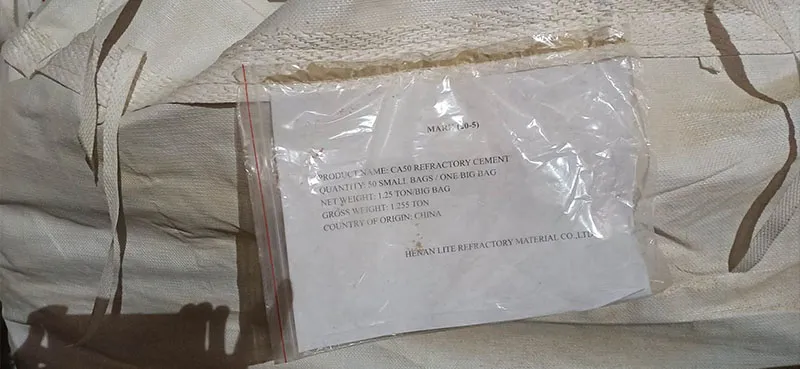 PRODUCT NAME: CA50 REFRACTORY CEMENT
QUANTITY: 50 SMALL BAGS / ONE BIG BAG
NET WEIGHT: 1.25 TON/BIG BAG
GROSS WEIGHT: 1.255 TON
COUNTRY OF ORIGIN: CHINA
HENAN LITE REFRACTORY MATERIAL CO.,LTD